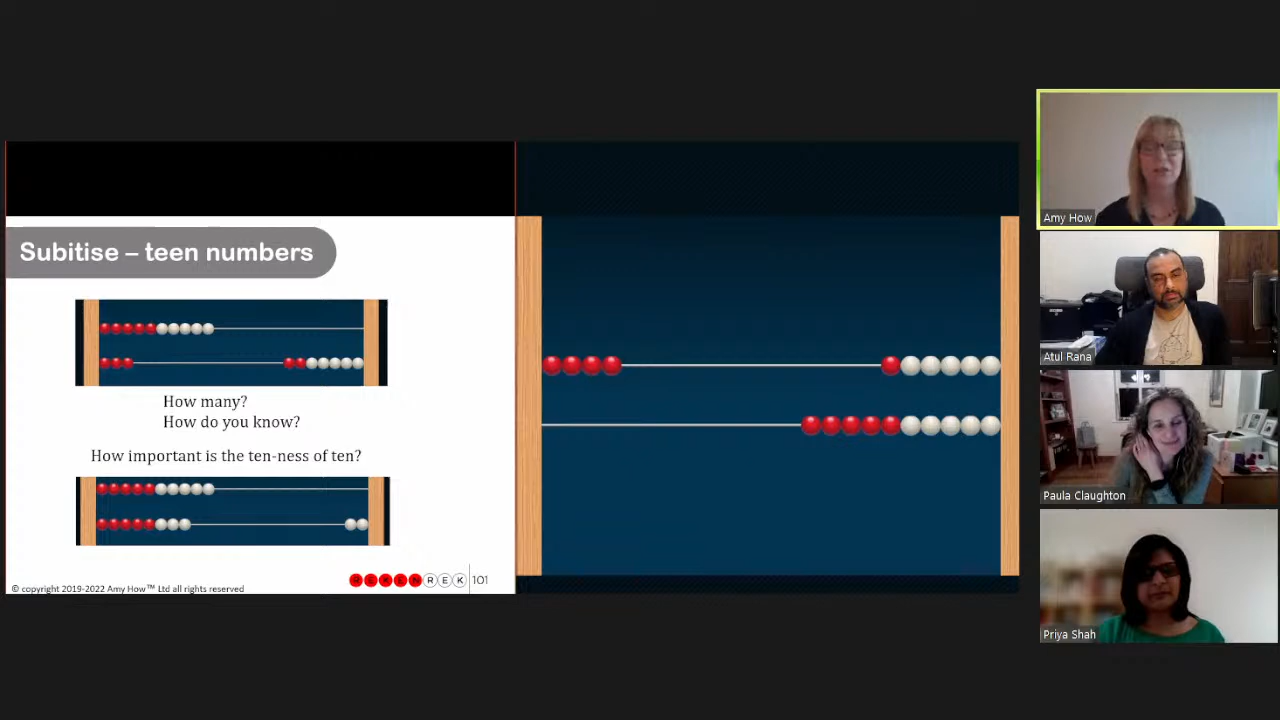 Subitise – teen numbers
How many?
How do you know?
How important is the ten-ness of ten?
© copyright 2019-2022 Amy How™ Ltd all rights reserved
REKENREK 101
Amy How
Atul Rana
Paula Claughton
Priya Shah